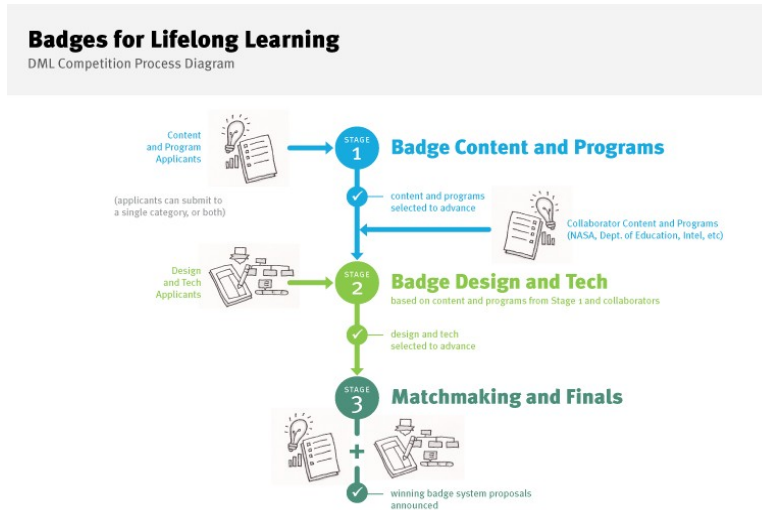 Badges for Lifelong Learning
DML Competition Process Diagram
Content
and Program
Applicants
STAGE
1
Badge Content and Programs
(applicants can submit to
a single category, or both)
content and programs
selected to advance
Collaborator Content and Programs
(NASA, Dept. of Education, Intel, etc)
Design
and Tech
Applicants
STAGE
2
Badge Design and Tech
based on content and programs from Stage 1 and collaborators
design and tech
selected to advance
STAGE
3
Matchmaking and Finals
+
winning badge system proposals
announced